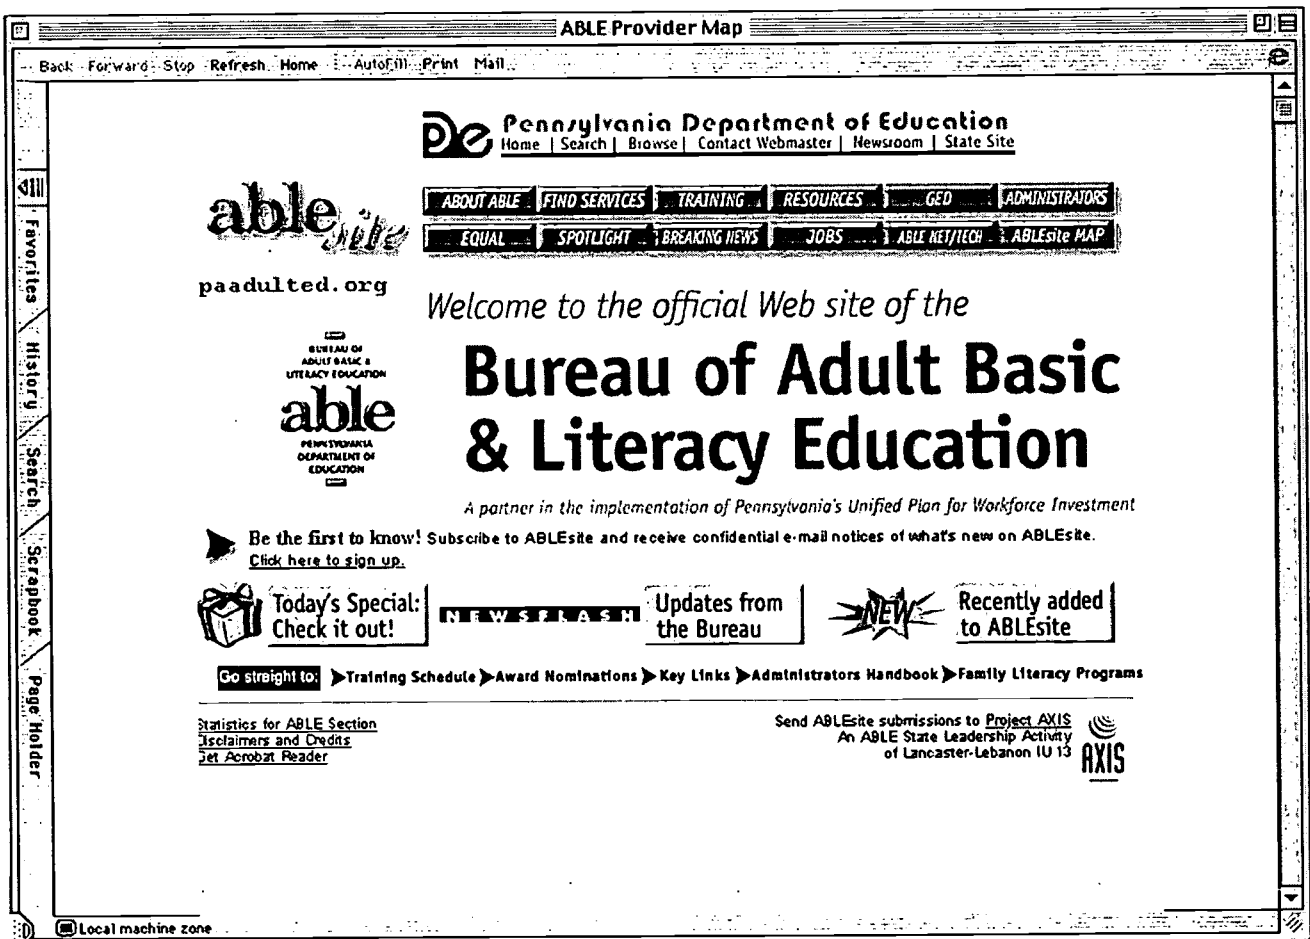 ABLE Provider Map
Back Forward Stop Refresh Home AutoFill Print Mail
Pennsylvania Department of Education
Home | Search | Browse | Contact Webmaster | Newsroom | State Site
able site
ABOUT ABLE FIND SERVICES TRAINING RESOURCES GED ADMINISTRATORS
EQUAL SPOTLIGHT BREAKING NEWS JOBS ABLE NET/TECH ABLEsite MAP
paadulted.org
Welcome to the official Web site of the
BUREAU OF
ADULT BASIC &
LITERACY EDUCATION
able
PENNSYLVANIA
DEPARTMENT OF
EDUCATION
Bureau of Adult Basic
& Literacy Education
A partner in the implementation of Pennsylvania's Unified Plan for Workforce Investment
Be the first to know! Subscribe to ABLEsite and receive confidential e-mail notices of what's new on ABLEsite.
Click here to sign up.
Today's Special:
Check it out!
NEWSPLASH
Updates from
the Bureau
NEW
Recently added
to ABLEsite
Go straight to: Training Schedule Award Nominations Key Links Administrators Handbook Family Literacy Programs
Statistics for ABLE Section
Disclaimers and Credits
Get Acrobat Reader
Send ABLEsite submissions to Project AXIS
An ABLE State Leadership Activity
of Lancaster-Lebanon IU 13
AXIS
Favorites
History
Search
Scrapbook
Page Holder
Local machine zone